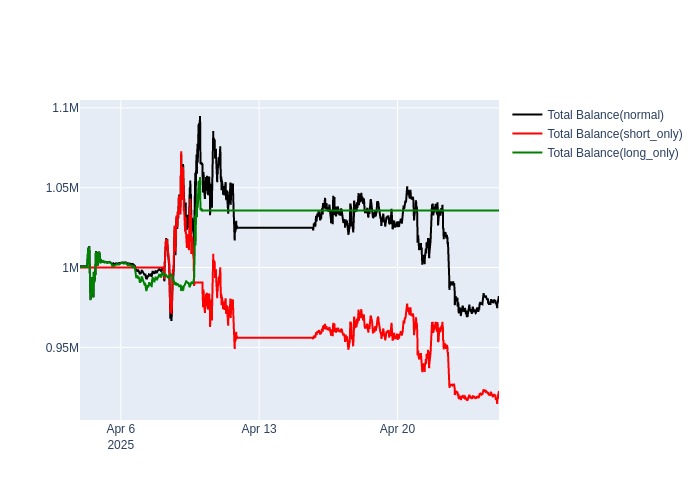 1.1M
1.05M
1M
0.95M
Apr 6
2025
Apr 13
Apr 20
Total Balance(normal)
Total Balance(short_only)
Total Balance(long_only)